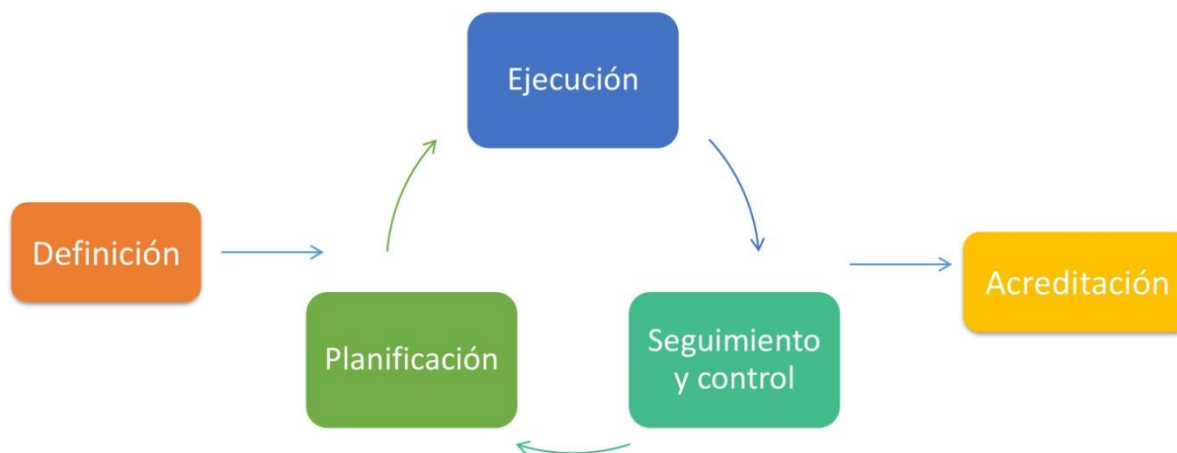 Ejecución
Definición
Planificación
Seguimiento
y control
Acreditación